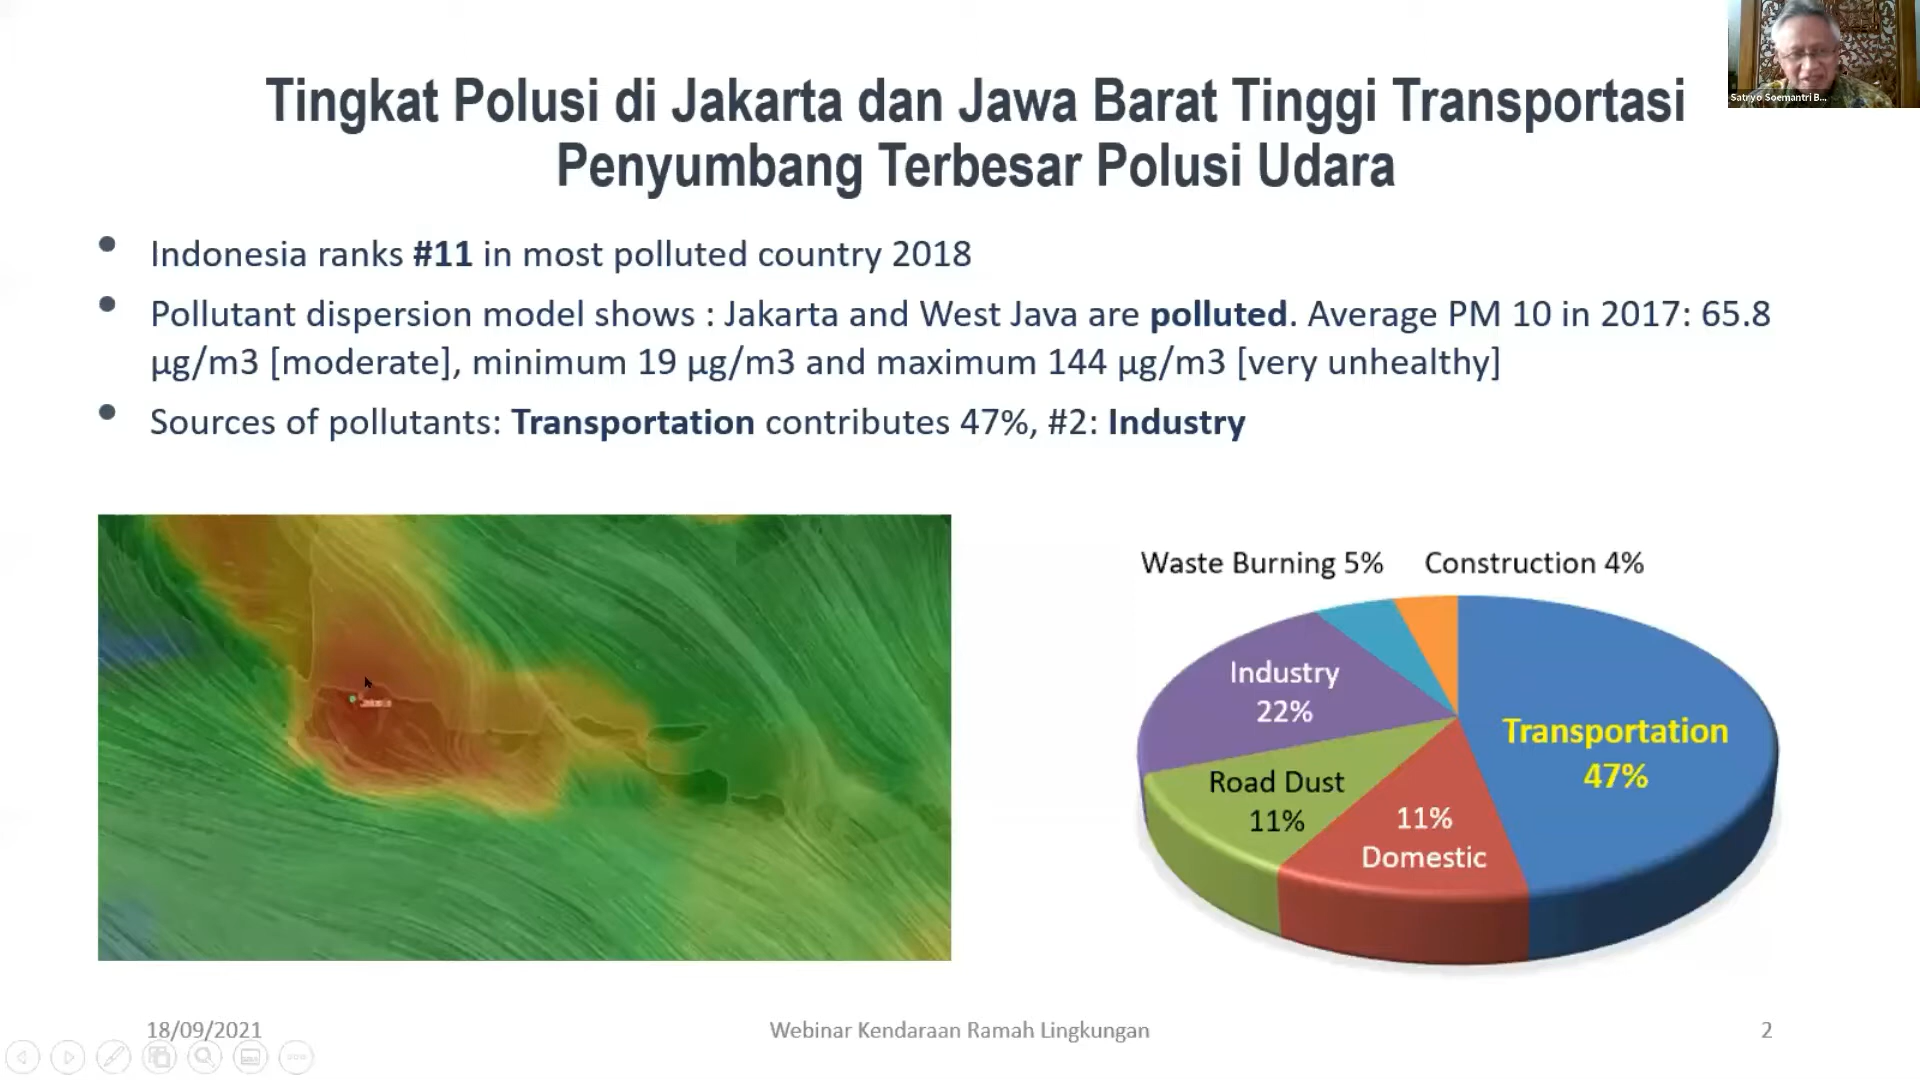 Tingkat Polusi di Jakarta dan Jawa Barat Tinggi Transportasi
Penyumbang Terbesar Polusi Udara
Satryo Soemantri B...
• Indonesia ranks #11 in most polluted country 2018
• Pollutant dispersion model shows : Jakarta and West Java are polluted. Average PM 10 in 2017: 65.8
µg/m3 [moderate], minimum 19 µg/m3 and maximum 144 µg/m3 [very unhealthy]
• Sources of pollutants: Transportation contributes 47%, #2: Industry
Jakarta
Waste Burning 5%
Construction 4%
Industry
22%
Transportation
47%
Road Dust
11%
11%
Domestic
18/09/2021
Webinar Kendaraan Ramah Lingkungan
2